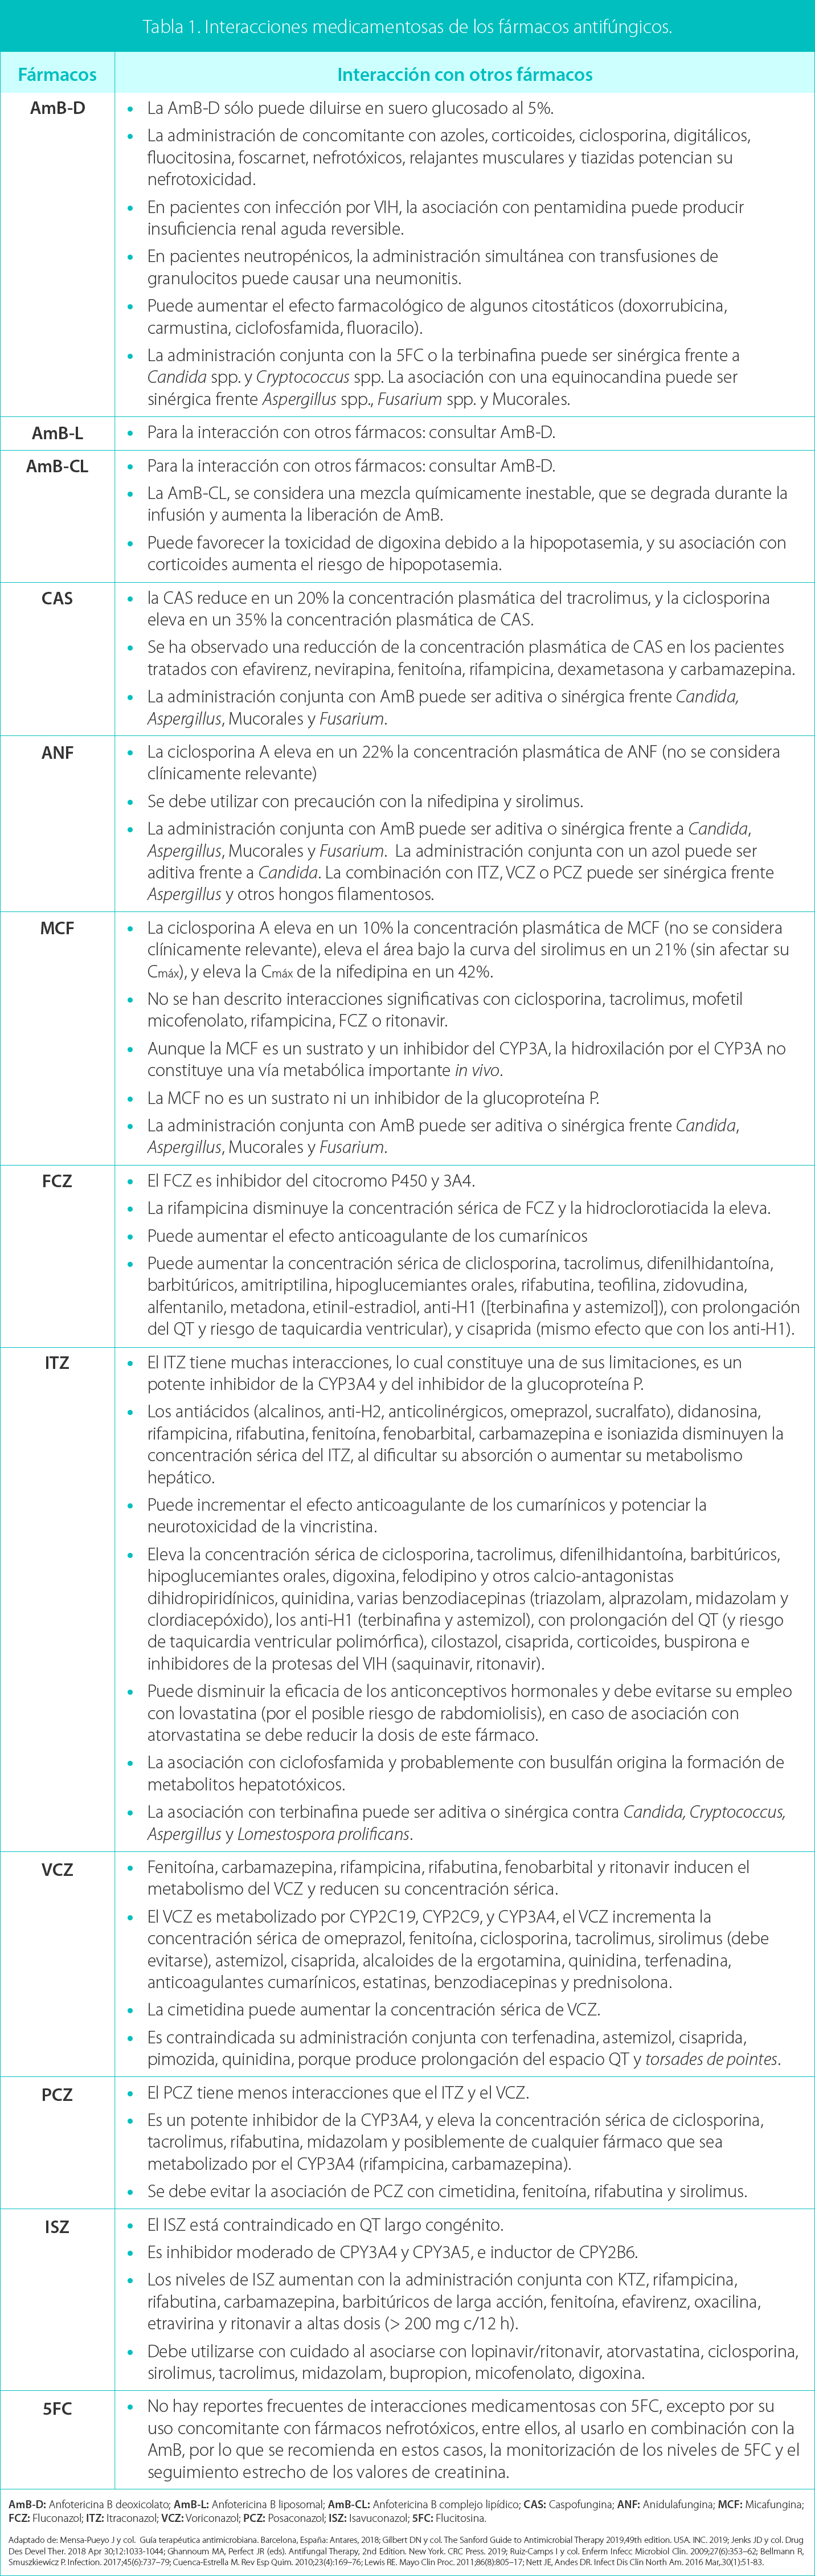 Tabla 1. Interacciones medicamentosas de los fármacos antifúngicos.
Fármacos
Interacción con otros fármacos
AmB-D
• La AmB-D sólo puede diluirse en suero glucosado al 5%.
• La administración de concomitante con azoles, corticoides, ciclosporina, digitálicos,
fluocitosina, foscarnet, nefrotóxicos, relajantes musculares y tiazidas potencian su
nefrotoxicidad.
• En pacientes con infección por VIH, la asociación con pentamidina puede producir
insuficiencia renal aguda reversible.
• En pacientes neutropénicos, la administración simultánea con transfusiones de
granulocitos puede causar una neumonitis.
• Puede aumentar el efecto farmacológico de algunos citostáticos (doxorrubicina,
carmustina, ciclofosfamida, fluoracilo).
• La administración conjunta con la 5FC o la terbinafina puede ser sinérgica frente a
Candida spp. y Cryptococcus spp. La asociación con una equinocandina puede ser
sinérgica frente Aspergillus spp., Fusarium spp. y Mucorales.
AmB-L
• Para la interacción con otros fármacos: consultar AmB-D.
AmB-CL
• Para la interacción con otros fármacos: consultar AmB-D.
• La AmB-CL, se considera una mezcla químicamente inestable, que se degrada durante la
infusión y aumenta la liberación de AmB.
• Puede favorecer la toxicidad de digoxina debido a la hipopotasemia, y su asociación con
corticoides aumenta el riesgo de hipopotasemia.
CAS
• la CAS reduce en un 20% la concentración plasmática del tracrolimus, y la ciclosporina
eleva en un 35% la concentración plasmática de CAS.
• Se ha observado una reducción de la concentración plasmática de CAS en los pacientes
tratados con efavirenz, nevirapina, fenitoína, rifampicina, dexametasona y carbamazepina.
• La administración conjunta con AmB puede ser aditiva o sinérgica frente Candida,
Aspergillus, Mucorales y Fusarium.
ANF
• La ciclosporina A eleva en un 22% la concentración plasmática de ANF (no se considera
clínicamente relevante)
• Se debe utilizar con precaución con la nifedipina y sirolimus.
• La administración conjunta con AmB puede ser aditiva o sinérgica frente a Candida,
Aspergillus, Mucorales y Fusarium. La administración conjunta con un azol puede ser
aditiva frente a Candida. La combinación con ITZ, VCZ o PCZ puede ser sinérgica frente
Aspergillus y otros hongos filamentosos.
MCF
• La ciclosporina A eleva en un 10% la concentración plasmática de MCF (no se considera
clínicamente relevante), eleva el área bajo la curva del sirolimus en un 21% (sin afectar su
Cmáx), y eleva la Cmáx de la nifedipina en un 42%.
• No se han descrito interacciones significativas con ciclosporina, tacrolimus, mofetil
micofenolato, rifampicina, FCZ o ritonavir.
• Aunque la MCF es un sustrato y un inhibidor del CYP3A, la hidroxilación por el CYP3A no
constituye una vía metabólica importante in vivo.
• La MCF no es un sustrato ni un inhibidor de la glucoproteína P.
• La administración conjunta con AmB puede ser aditiva o sinérgica frente Candida,
Aspergillus, Mucorales y Fusarium.
FCZ
• El FCZ es inhibidor del citocromo P450 y 3A4.
• La rifampicina disminuye la concentración sérica de FCZ y la hidroclorotiacida la eleva.
• Puede aumentar el efecto anticoagulante de los cumarínicos
• Puede aumentar la concentración sérica de cliclosporina, tacrolimus, difenilhidantoína,
barbitúricos, amitriptilina, hipoglucemiantes orales, rifabutina, teofilina, zidovudina,
alfentanilo, metadona, etinil-estradiol, anti-H1 ([terbinafina y astemizol]), con prolongación
del QT y riesgo de taquicardia ventricular), y cisaprida (mismo efecto que con los anti-H1).
ITZ
• El ITZ tiene muchas interacciones, lo cual constituye una de sus limitaciones, es un
potente inhibidor de la CYP3A4 y del inhibidor de la glucoproteína P.
• Los antiácidos (alcalinos, anti-H2, anticolinérgicos, omeprazol, sucralfato), didanosina,
rifampicina, rifabutina, fenitoína, fenobarbital, carbamazepina e isoniazida disminuyen la
concentración sérica del ITZ, al dificultar su absorción o aumentar su metabolismo
hepático.
• Puede incrementar el efecto anticoagulante de los cumarínicos y potenciar la
neurotoxicidad de la vincristina.
• Eleva la concentración sérica de ciclosporina, tacrolimus, difenilhidantoína, barbitúricos,
hipoglucemiantes orales, digoxina, felodipino y otros calcio-antagonistas
dihidropiridínicos, quinidina, varias benzodiacepinas (triazolam, alprazolam, midazolam y
clordiacepóxido), los anti-H1 (terbinafina y astemizol), con prolongación del QT (y riesgo
de taquicardia ventricular polimórfica), cilostazol, cisaprida, corticoides, buspirona e
inhibidores de la protesas del VIH (saquinavir, ritonavir).
• Puede disminuir la eficacia de los anticonceptivos hormonales y debe evitarse su empleo
con lovastatina (por el posible riesgo de rabdomiolisis), en caso de asociación con
atorvastatina se debe reducir la dosis de este fármaco.
• La asociación con ciclofosfamida y probablemente con busulfán origina la formación de
metabolitos hepatotóxicos.
• La asociación con terbinafina puede ser aditiva o sinérgica contra Candida, Cryptococcus,
Aspergillus y Lomestospora prolificans.
VCZ
• Fenitoína, carbamazepina, rifampicina, rifabutina, fenobarbital y ritonavir inducen el
metabolismo del VCZ y reducen su concentración sérica.
• El VCZ es metabolizado por CYP2C19, CYP2C9, y CYP3A4, el VCZ incrementa la
concentración sérica de omeprazol, fenitoína, ciclosporina, tacrolimus, sirolimus (debe
evitarse), astemizol, cisaprida, alcaloides de la ergotamina, quinidina, terfenadina,
anticoagulantes cumarínicos, estatinas, benzodiacepinas y prednisolona.
• La cimetidina puede aumentar la concentración sérica de VCZ.
• Es contraindicada su administración conjunta con terfenadina, astemizol, cisaprida,
pimozida, quinidina, porque produce prolongación del espacio QT y torsades de pointes.
PCZ
• El PCZ tiene menos interacciones que el ITZ y el VCZ.
• Es un potente inhibidor de la CYP3A4, y eleva la concentración sérica de ciclosporina,
tacrolimus, rifabutina, midazolam y posiblemente de cualquier fármaco que sea
metabolizado por el CYP3A4 (rifampicina, carbamazepina).
• Se debe evitar la asociación de PCZ con cimetidina, fenitoína, rifabutina y sirolimus.
ISZ
• El ISZ está contraindicado en QT largo congénito.
• Es inhibidor moderado de CPY3A4 y CPY3A5, e inductor de CPY2B6.
• Los niveles de ISZ aumentan con la administración conjunta con KTZ, rifampicina,
rifabutina, carbamazepina, barbitúricos de larga acción, fenitoína, efavirenz, oxacilina,
etravirina y ritonavir a altas dosis (> 200 mg c/12 h).
• Debe utilizarse con cuidado al asociarse con lopinavir/ritonavir, atorvastatina, ciclosporina,
sirolimus, tacrolimus, midazolam, bupropion, micofenolato, digoxina.
5FC
• No hay reportes frecuentes de interacciones medicamentosas con 5FC, excepto por su
uso concomitante con fármacos nefrotóxicos, entre ellos, al usarlo en combinación con la
AmB, por lo que se recomienda en estos casos, la monitorización de los niveles de 5FC y el
seguimiento estrecho de los valores de creatinina.
AmB-D: Anfotericina B deoxicolato; AmB-L: Anfotericina B liposomal; AmB-CL: Anfotericina B complejo lipídico; CAS: Caspofungina; ANF: Anidulafungina; MCF: Micafungina;
FCZ: Fluconazol; ITZ: Itraconazol; VCZ: Voriconazol; PCZ: Posaconazol; ISZ: Isavuconazol; 5FC: Flucitosina.
Adaptado de: Mensa-Pueyo J y col. Guía terapéutica antimicrobiana. Barcelona, España: Antares, 2018; Gilbert DN y col. The Sanford Guide to Antimicrobial Therapy 2019,49th edition. USA. INC. 2019; Jenks JD y col. Drug
Des Devel Ther. 2018 Apr 30;12:1033-1044; Ghannoum MA, Perfect JR (eds). Antifungal Therapy, 2nd Edition. New York. CRC Press. 2019; Ruiz-Camps I y col. Enferm Infecc Microbiol Clin. 2009;27(6):353–62; Bellmann R,
Smuszkiewicz P. Infection. 2017;45(6):737–79; Cuenca-Estrella M. Rev Esp Quim. 2010;23(4):169–76; Lewis RE. Mayo Clin Proc. 2011;86(8):805–17; Nett JE, Andes DR. Infect Dis Clin North Am. 2016 Mar,.30(1):51-83.